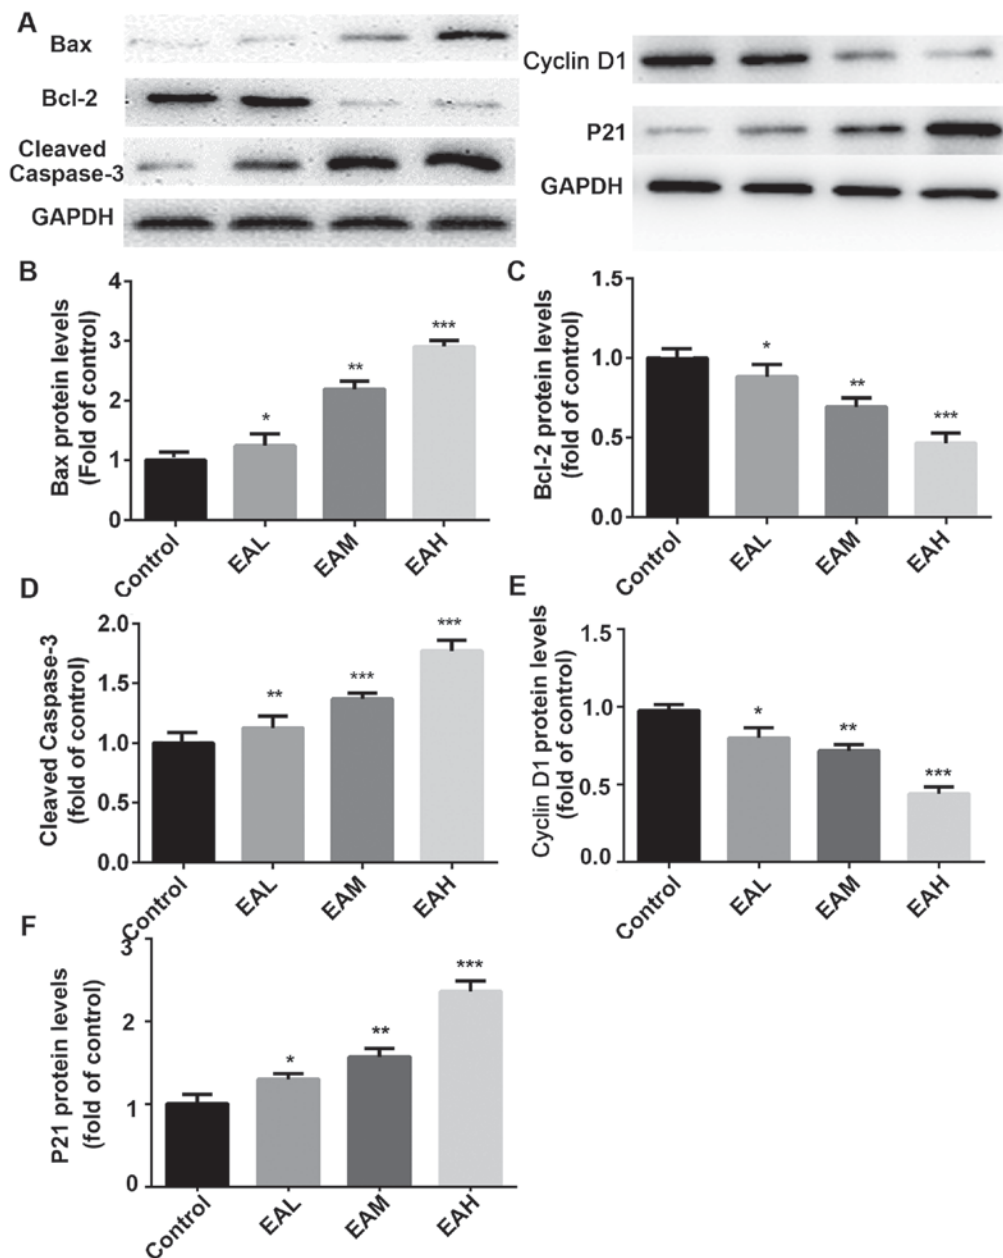 A
Bax
Bcl-2
Cleaved
Caspase-3
GAPDH
Cyclin D1
P21
GAPDH
B
Bax protein levels
(Fold of control)
4
3
2
1
0
*
**
***
Control
EAL
EAM
EAH
C
Bcl-2 protein levels
(fold of control)
1.5
1.0
0.5
0.0
*
**
***
Control
EAL
EAM
EAH
D
Cleaved Caspase-3
(fold of control)
2.0
1.5
1.0
0.5
0.0
**
***
***
Control
EAL
EAM
EAH
E
Cyclin D1 protein levels
(fold of control)
1.5
1.0
0.5
0.0
*
**
***
Control
EAL
EAM
EAH
F
P21 protein levels
(fold of control)
3
2
1
0
*
**
***
Control
EAL
EAM
EAH